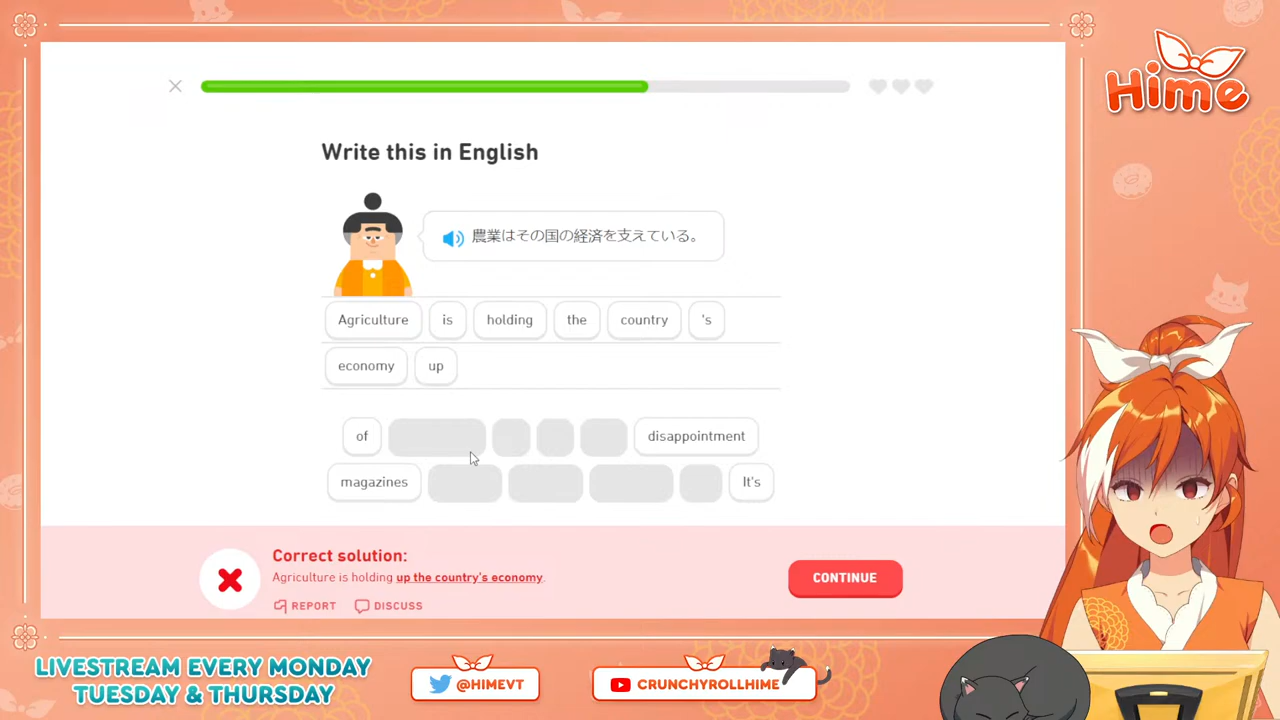 Hime
Write this in English
農業はその国の経済を支えている。
Agriculture is holding the country 's
economy up
of disappointment
magazines It's
Correct solution:
Agriculture is holding up the country's economy.
REPORT DISCUSS
CONTINUE
LIVESTREAM EVERY MONDAY
TUESDAY & THURSDAY
@HIMEVT
CRUNCHYROLLHIME